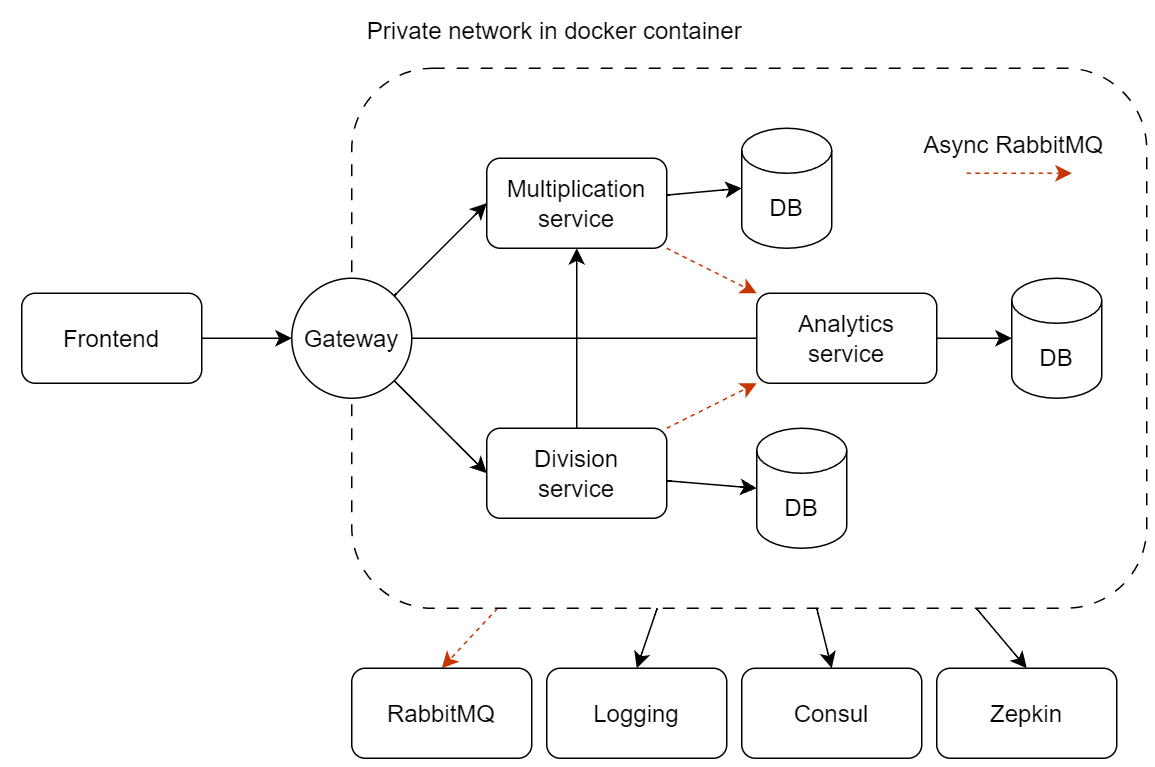 Private network in docker container
Async RabbitMQ
Multiplication
service
DB
Frontend
Gateway
Analytics
service
DB
Division
service
DB
RabbitMQ
Logging
Consul
Zepkin